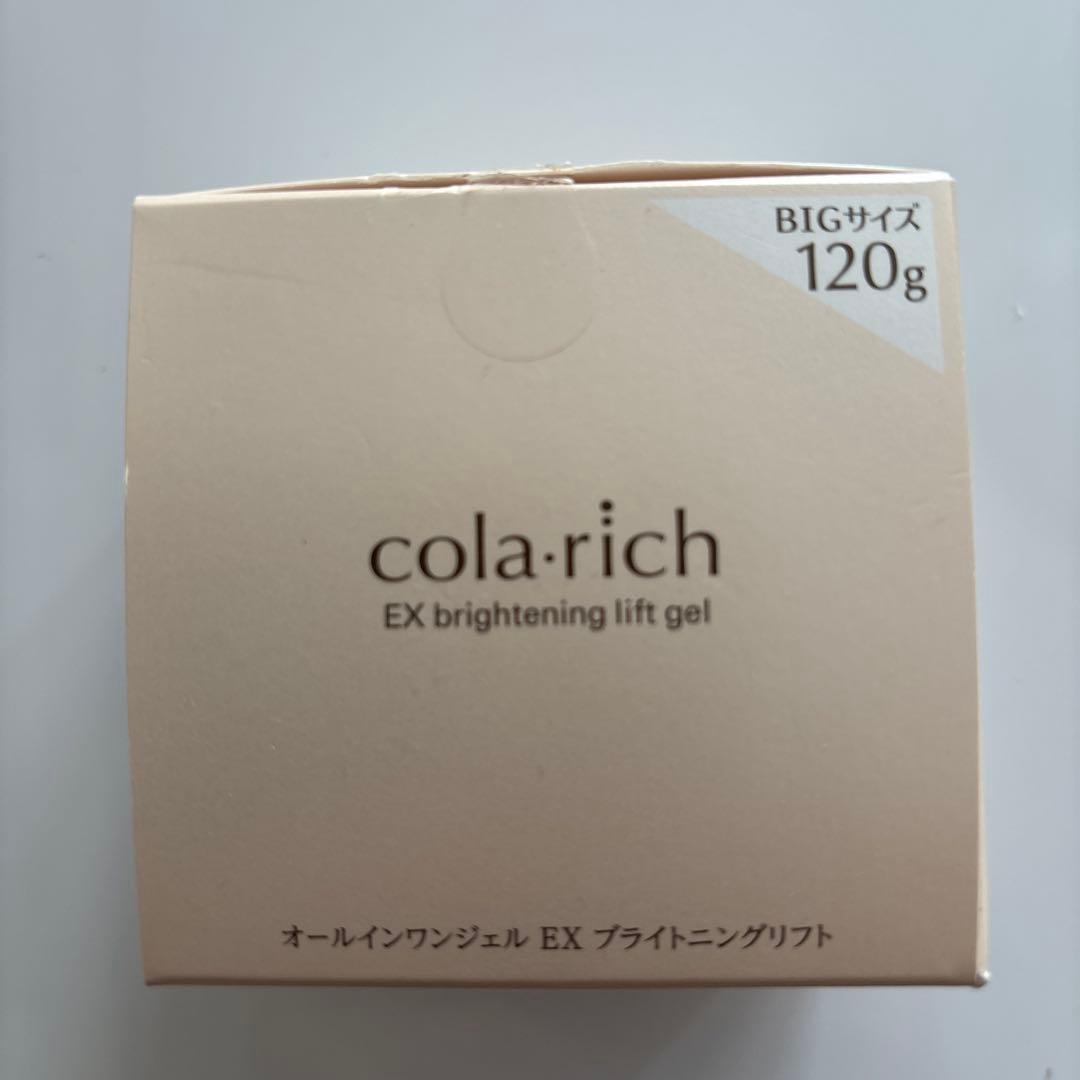 BIGサイズ
120g
cola·rich
EX brightening lift gel
オールインワンジェル EX ブライトニングリフト